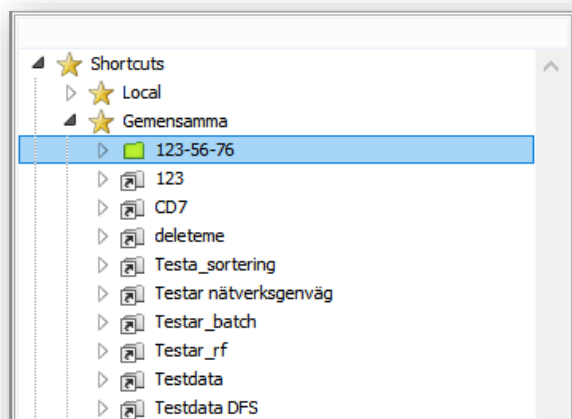 Shortcuts
Local
Gemensamma
123-56-76
123
CD7
deleteme
Testa_sortering
Testar nätverksgenväg
Testar_batch
Testar_rf
Testdata
Testdata DFS